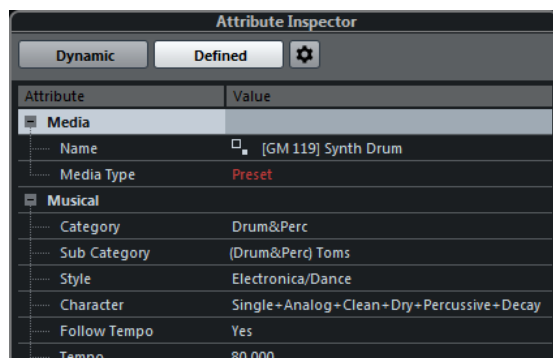 Attribute Inspector
Dynamic Defined
Attribute Value
Media
Name [GM 119] Synth Drum
Media Type Preset
Musical
Category Drum&Perc
Sub Category (Drum&Perc) Toms
Style Electronica/Dance
Character Single+Analog+Clean+Dry+Percussive+Decay
Follow Tempo Yes
Tempo 80.000